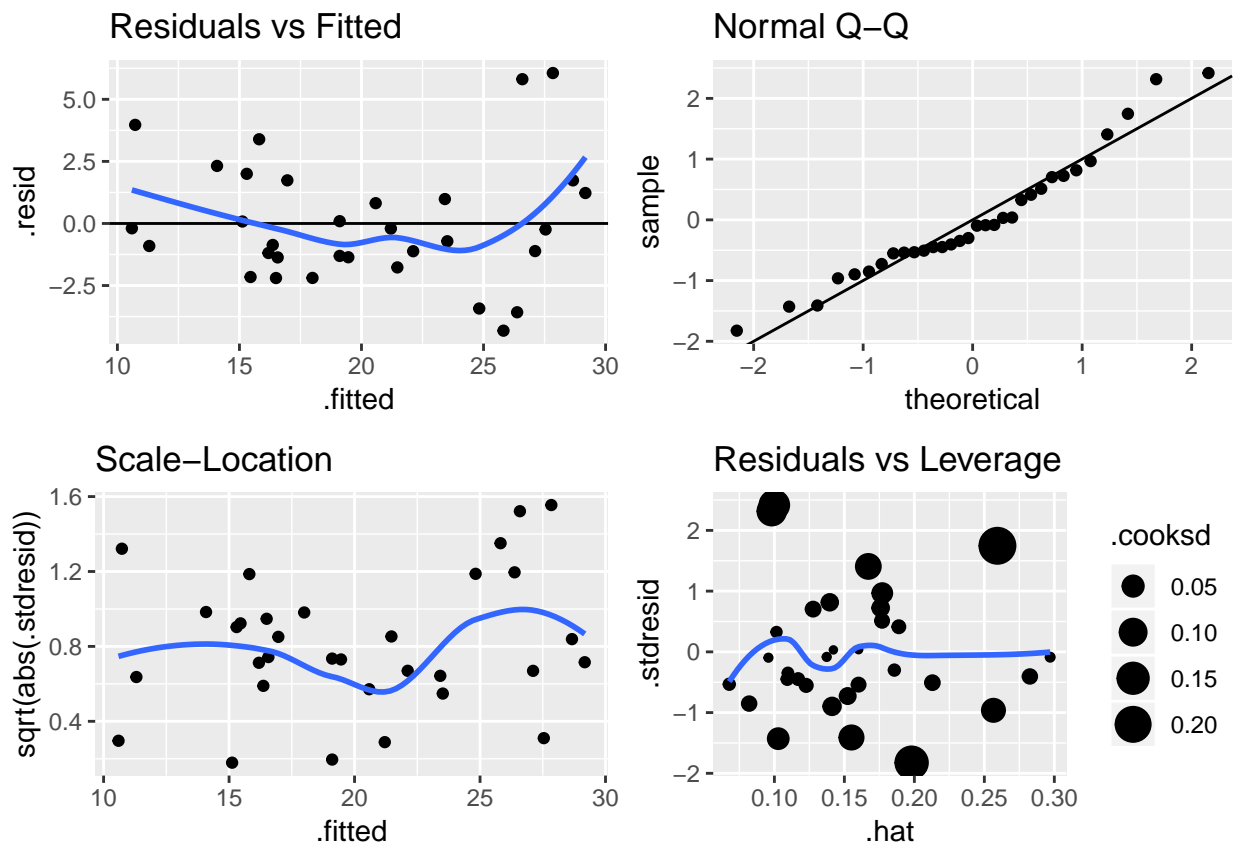 Residuals vs Fitted
5.0
2.5
0.0
−2.5
.resid
10 15 20 25 30
.fitted
Normal Q−Q
2
1
0
−1
−2
sample
−2 −1 0 1 2
theoretical
Scale−Location
1.6
1.2
0.8
0.4
sqrt(abs(.stdresid))
10 15 20 25 30
.fitted
Residuals vs Leverage
2
1
0
−1
−2
.stdresid
0.10 0.15 0.20 0.25 0.30
.hat
.cooksd
0.05
0.10
0.15
0.20